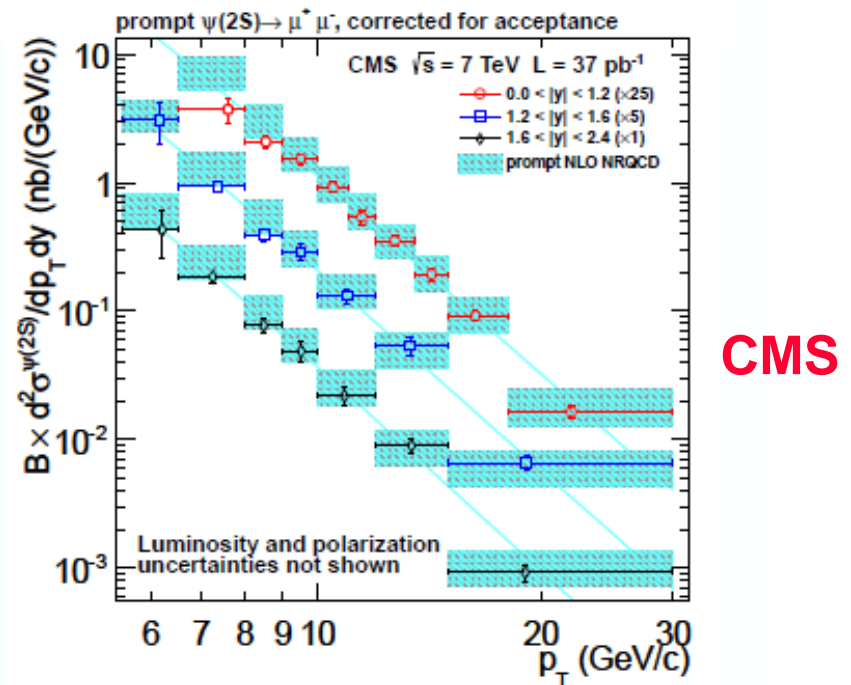 prompt ψ(2S)→ μ⁺ μ⁻, corrected for acceptance
CMS √s = 7 TeV L = 37 pb⁻¹
0.0 < |y| < 1.2 (×25)
1.2 < |y| < 1.6 (×5)
1.6 < |y| < 2.4 (×1)
prompt NLO NRQCD
B × d²σ^ψ(2S)/dp_T dy (nb/(GeV/c))
10
1
10⁻¹
10⁻²
10⁻³
CMS
Luminosity and polarization
uncertainties not shown
6 7 8 9 10 20 30
p_T (GeV/c)